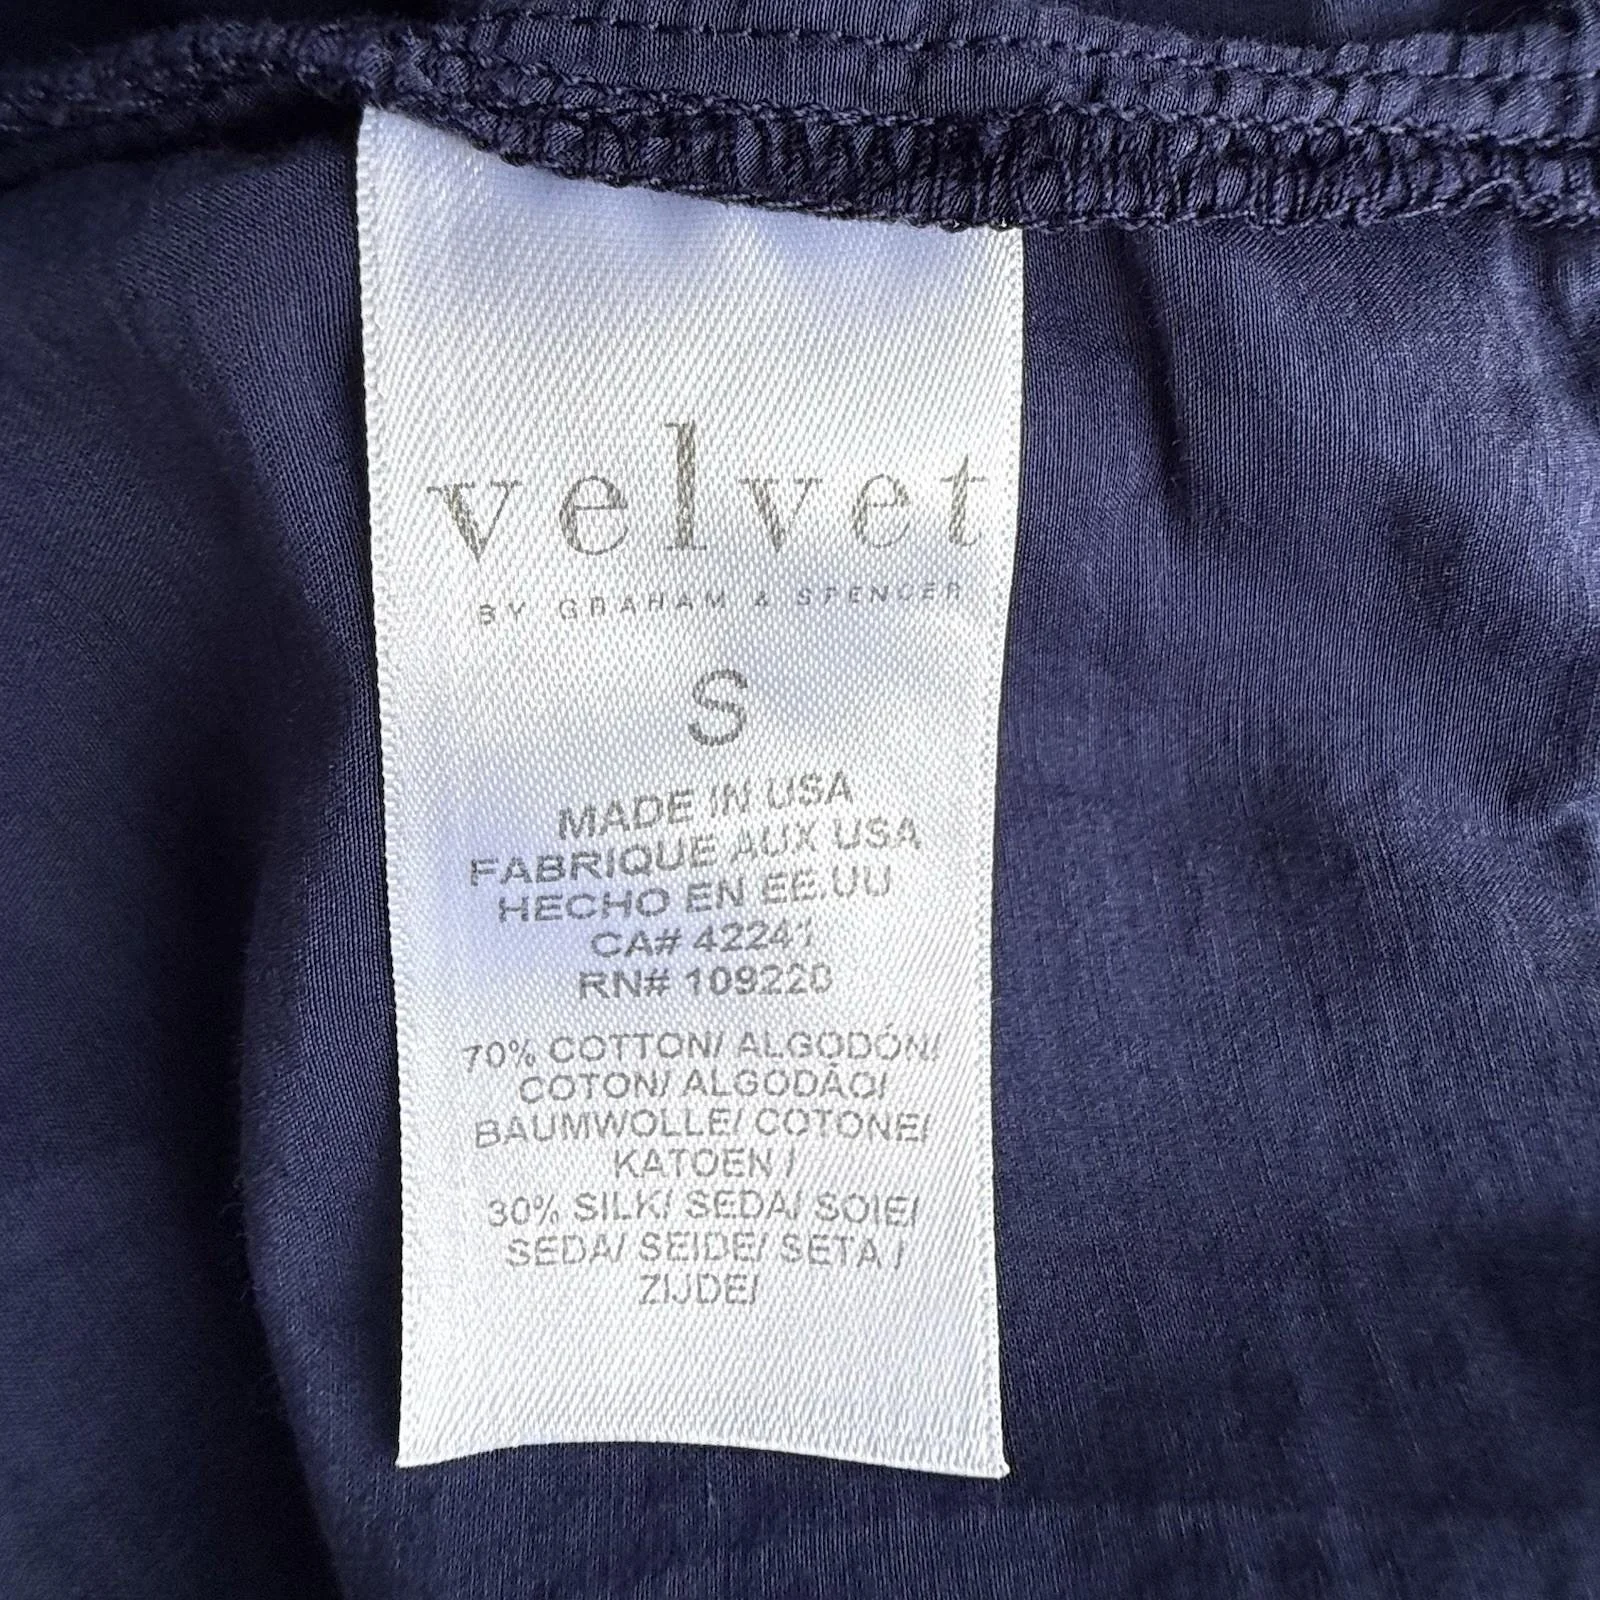 velvet
BY GRAHAM & SPENCER
S
MADE IN USA
FABRIQUE AUX USA
HECHO EN EE.UU
CA# 42241
RN# 109228
70% COTTON/ ALGODÓN/
COTON/ ALGODÃO/
BAUMWOLLE/ COTONE/
KATOEN /
30% SILK/ SEDA/ SOIE/
SEDA/ SEIDE/ SETA /
ZIJDE/